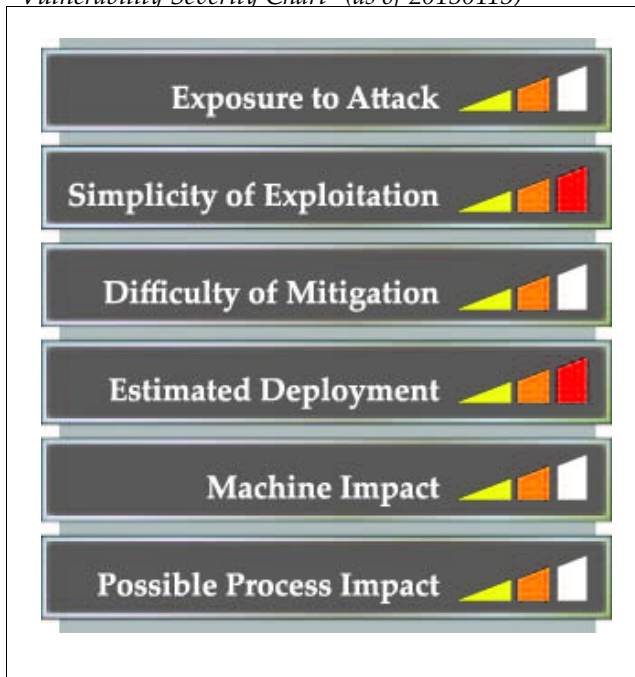 Vulnerability Severity Chart (as of 20130115)
Exposure to Attack
Simplicity of Exploitation
Difficulty of Mitigation
Estimated Deployment
Machine Impact
Possible Process Impact